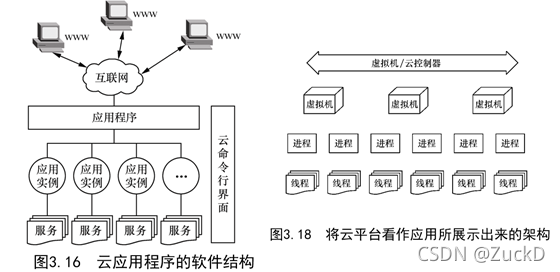 WWW
WWW
WWW
互联网
应用程序
应用
实例
应用
实例
应用
实例
...
服务
服务
服务
服务
云命令行界面
图3.16 云应用程序的软件结构
虚拟机/云控制器
虚拟机
虚拟机
虚拟机
进程
进程
进程
进程
进程
进程
线程
线程
线程
线程
线程
线程
图3.18 将云平台看作应用所展示出来的架构
CSDN @ZuckD